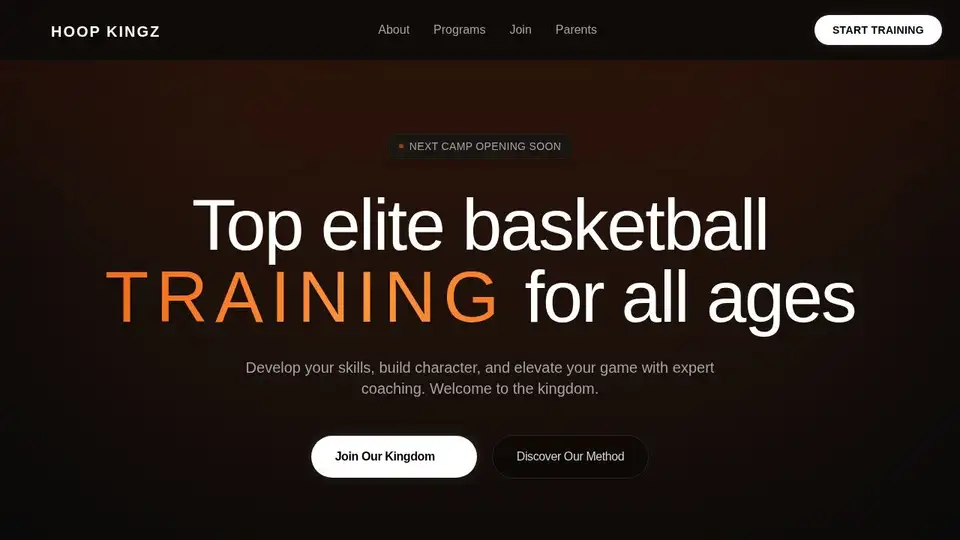 HOOP KINGZ
About
Programs
Join
Parents
START TRAINING
NEXT CAMP OPENING SOON
Top elite basketball
TRAINING for all ages
Develop your skills, build character, and elevate your game with expert
coaching. Welcome to the kingdom.
Join Our Kingdom
Discover Our Method